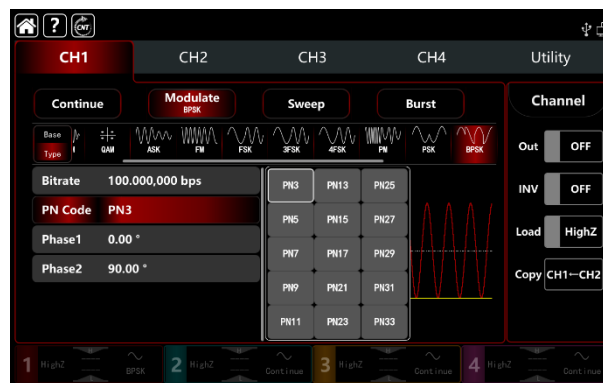 ? CNT
CH1 CH2 CH3 CH4 Utility
Continue Modulate BPSK Sweep Burst Channel
Base Type QAM ASK FM FSK 3FSK 4FSK PM PSK BPSK
Out OFF
Bitrate 100.000,000 bps
PN3 PN13 PN25
INV OFF
PN Code PN3
PN5 PN15 PN27
Load HighZ
Phase1 0.00 °
PN7 PN17 PN29
Phase2 90.00 °
Copy CH1←CH2
PN9 PN21 PN31
PN11 PN23 PN33
1 HighZ BPSK 2 HighZ Continue 3 HighZ Continue 4 HighZ Continue